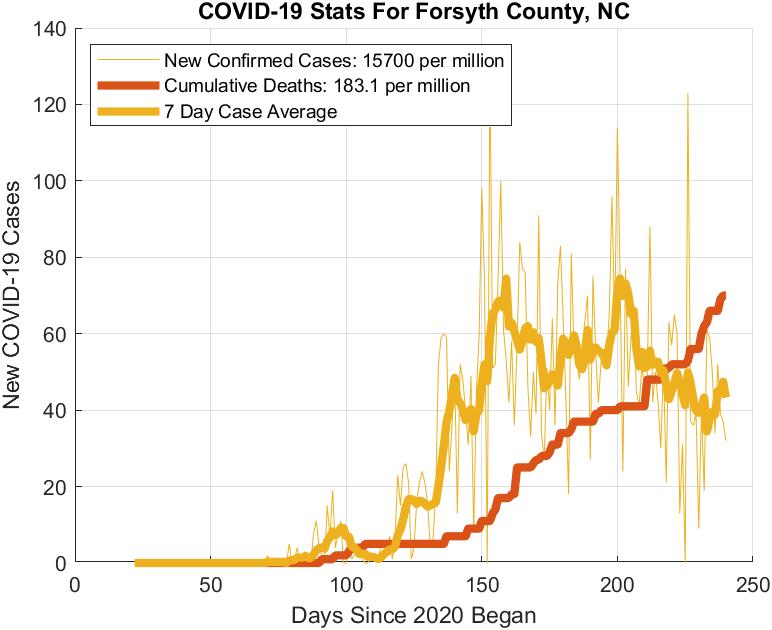 COVID-19 Stats For Forsyth County, NC
New Confirmed Cases: 15700 per million
Cumulative Deaths: 183.1 per million
7 Day Case Average
New COVID-19 Cases
140
120
100
80
60
40
20
0
0 50 100 150 200 250
Days Since 2020 Began